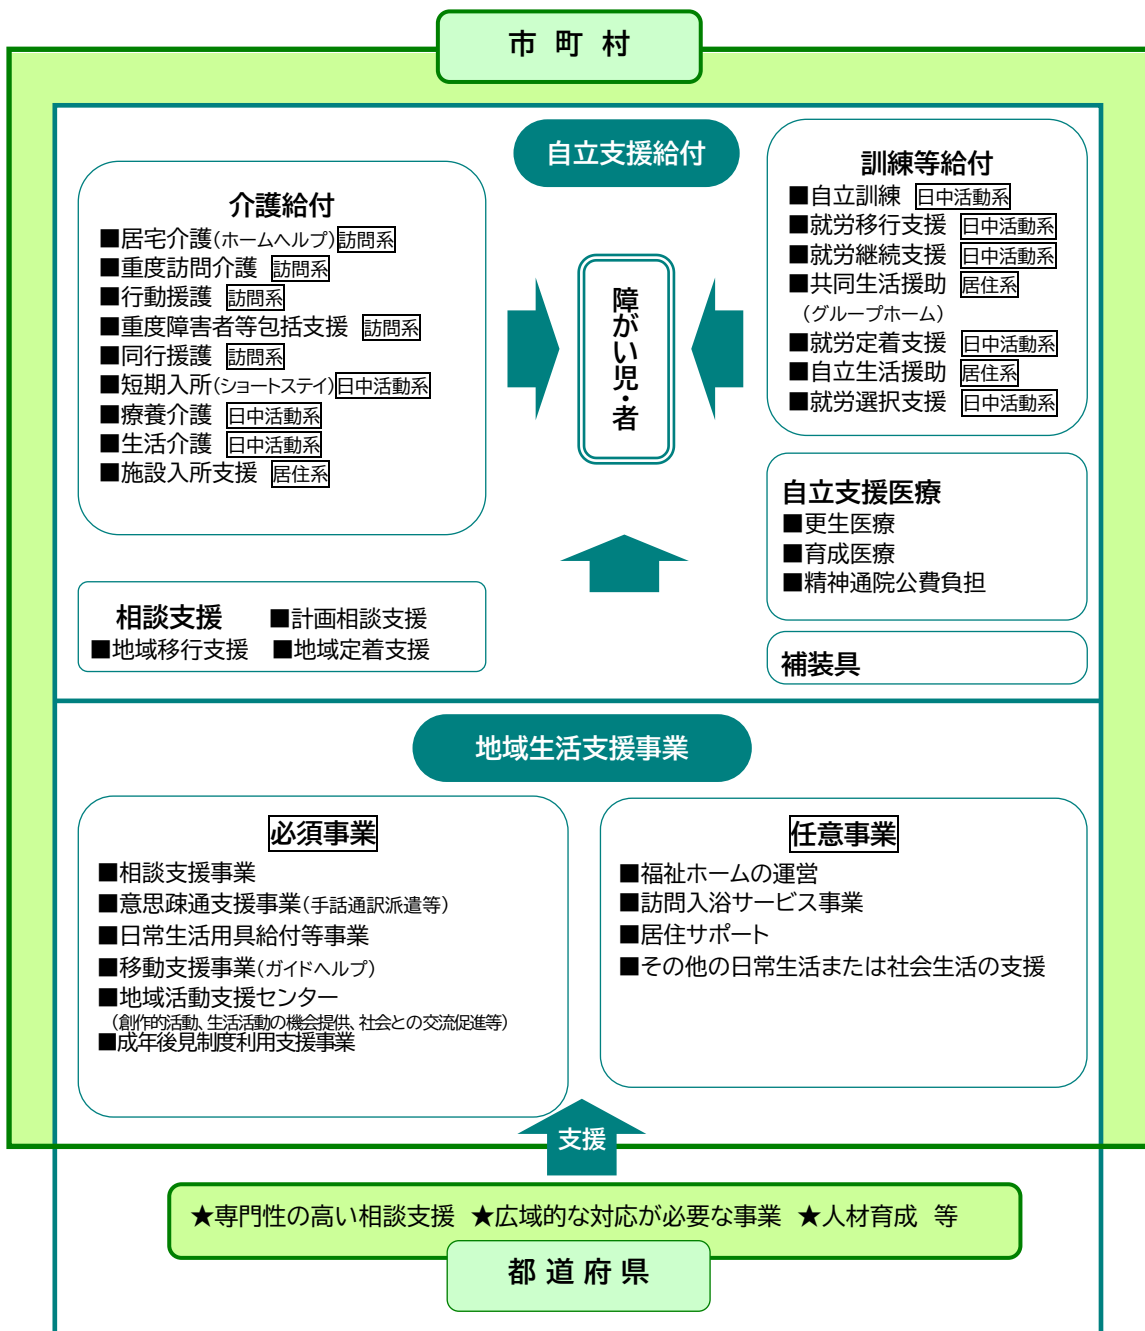 市 町 村
自立支援給付
介護給付
■居宅介護(ホームヘルプ) 訪問系
■重度訪問介護 訪問系
■行動援護 訪問系
■重度障害者等包括支援 訪問系
■同行援護 訪問系
■短期入所(ショートステイ) 日中活動系
■療養介護 日中活動系
■生活介護 日中活動系
■施設入所支援 居住系
障がい児・者
訓練等給付
■自立訓練 日中活動系
■就労移行支援 日中活動系
■就労継続支援 日中活動系
■共同生活援助 居住系
(グループホーム)
■就労定着支援 日中活動系
■自立生活援助 居住系
■就労選択支援 日中活動系
自立支援医療
■更生医療
■育成医療
■精神通院公費負担
相談支援 ■計画相談支援
■地域移行支援 ■地域定着支援
補装具
地域生活支援事業
必須事業
■相談支援事業
■意思疎通支援事業(手話通訳派遣等)
■日常生活用具給付等事業
■移動支援事業(ガイドヘルプ)
■地域活動支援センター
(創作的活動、生活活動の機会提供、社会との交流促進等)
■成年後見制度利用支援事業
任意事業
■福祉ホームの運営
■訪問入浴サービス事業
■居住サポート
■その他の日常生活または社会生活の支援
支援
★専門性の高い相談支援 ★広域的な対応が必要な事業 ★人材育成 等
都 道 府 県